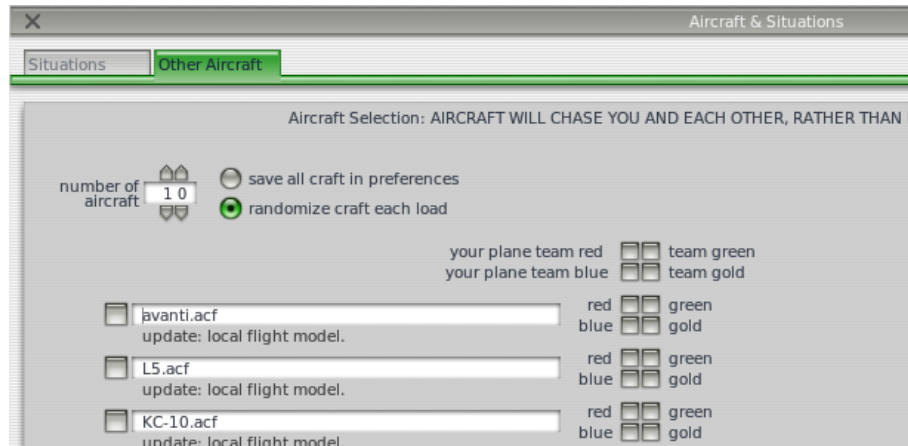 Aircraft & Situations
Situations Other Aircraft
Aircraft Selection: AIRCRAFT WILL CHASE YOU AND EACH OTHER, RATHER THAN
number of aircraft 1 0
save all craft in preferences
randomize craft each load
your plane team red team green
your plane team blue team gold
avanti.acf red green
update: local flight model. blue gold
L5.acf red green
update: local flight model. blue gold
KC-10.acf red green
update: local flight model. blue gold